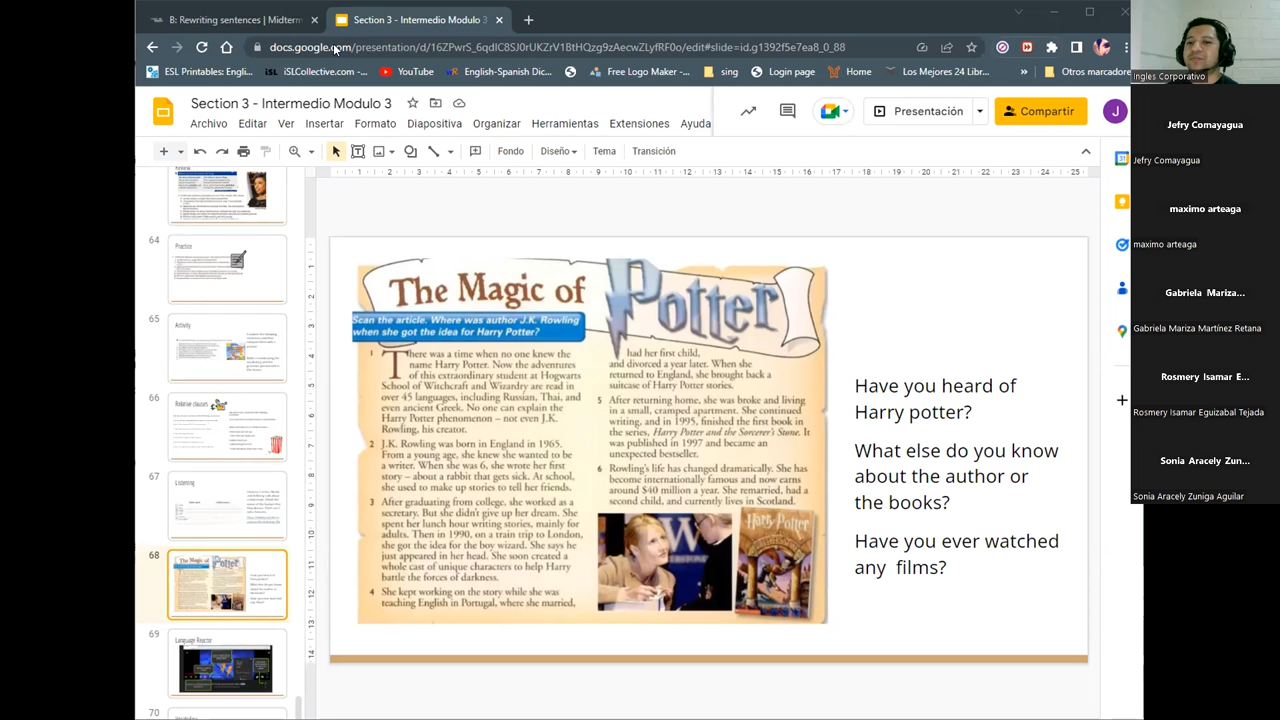 B: Rewriting sentences | Midterm
Section 3 - Intermedio Modulo 3
docs.google.com/presentation/d/16ZPwrS_6qdIC8SJ0rUKZrV1BtHQzg9zAecwZLyfRF0o/edit#slide=id.g1392f5e7ea8_0_88
ESL Printables: Engli...
iSL
iSLCollective.com -...
YouTube
English-Spanish Dic...
Free Logo Maker -...
sing
Login page
Home
Los Mejores 24 Libr...
»
Otros marcadores
Section 3 - Intermedio Modulo 3
Archivo Editar Ver Insertar Formato Diapositiva Organizar Herramientas Extensiones Ayuda
Presentación
Compartir
J
Fondo Diseño Tema Transición
64
Practice
65
Activity
66
Relative clauses
67
Listening
68
69
Language Reactor
70
The Magic of Potter
Scan the article. Where was author J.K. Rowling
when she got the idea for Harry Potter?
There was a time when no one knew the
name Harry Potter. Now the adventures
of this extraordinary student at Hogwarts
School of Witchcraft and Wizardry are read in
over 45 languages, including Russian, Thai, and
even ancient Greek. No one can explain the
Harry Potter phenomenon – not even J.K.
Rowling, his creator.
2 J.K. Rowling was born in England in 1965.
From a young age, she knew she wanted to be
a writer. When she was 6, she wrote her first
story – about a rabbit that gets sick. At school,
she used to make up stories to tell her friends.
3 After graduating from college, she worked as a
secretary. But she didn't give up her dream. She
spent her lunch hour writing stories, mainly for
adults. Then in 1990, on a train trip to London,
she got the idea for the boy wizard. She says he
just appeared in her head. She soon created a
whole cast of unique characters to help Harry
battle the forces of darkness.
4 She kept working on the story while she was
teaching English in Portugal, where she married,
had her first child,
and divorced a year later. When she
returned to England, she brought back a
suitcase of Harry Potter stories.
5 After returning home, she was broke and living
in a small, cramped apartment. She continued
writing, and in 1995, finished the first book in
the series, Harry Potter and the Sorcerer's Stone. It
was published in 1997 and became an
unexpected bestseller.
6 Rowling's life has changed dramatically. She has
become internationally famous and now earns
around $40 million a year. She remarried, had a
second child, and currently lives in Scotland.
Harry Potter
Have you heard of
Harry potter?
What else do you know
about the author or
the books?
Have you ever watched
any films?
Ingles Corporativo
Jefry Comayagua
Jefry Comayagua
maximo arteaga
maximo arteaga
Gabriela Mariza...
Gabriela Mariza Martínez Retana
Rosmery Isamar E...
Rosmery Isamar Eguizabal Tejada
Sonia Aracely Zun...
Sonia Aracely Zuniga Aguilar